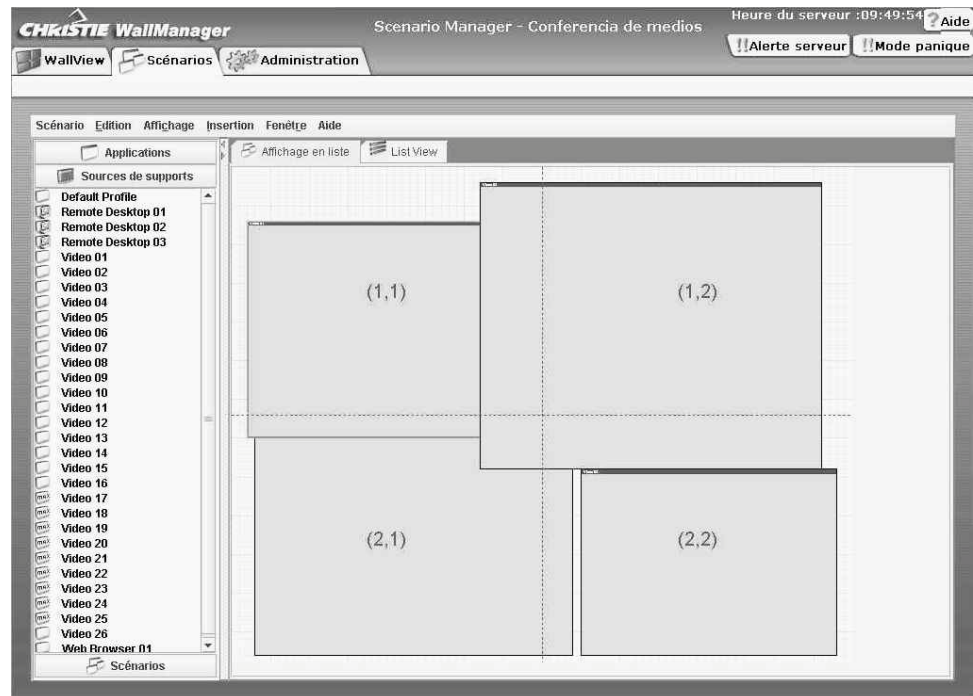 CHRISTIE WallManager
Scenario Manager - Conferencia de medios
Heure du serveur :09:49:54
Aide
!!Alerte serveur
!!Mode panique
WallView
Scénarios
Administration
Scénario Edition Affichage Insertion Fenêtre Aide
Applications
Affichage en liste
List View
Sources de supports
Default Profile
Remote Desktop 01
Remote Desktop 02
Remote Desktop 03
Video 01
Video 02
Video 03
Video 04
Video 05
Video 06
Video 07
Video 08
Video 09
Video 10
Video 11
Video 12
Video 13
Video 14
Video 15
Video 16
Video 17
Video 18
Video 19
Video 20
Video 21
Video 22
Video 23
Video 24
Video 25
Video 26
Web Browser 01
Scénarios
(1,1)
(1,2)
(2,1)
(2,2)